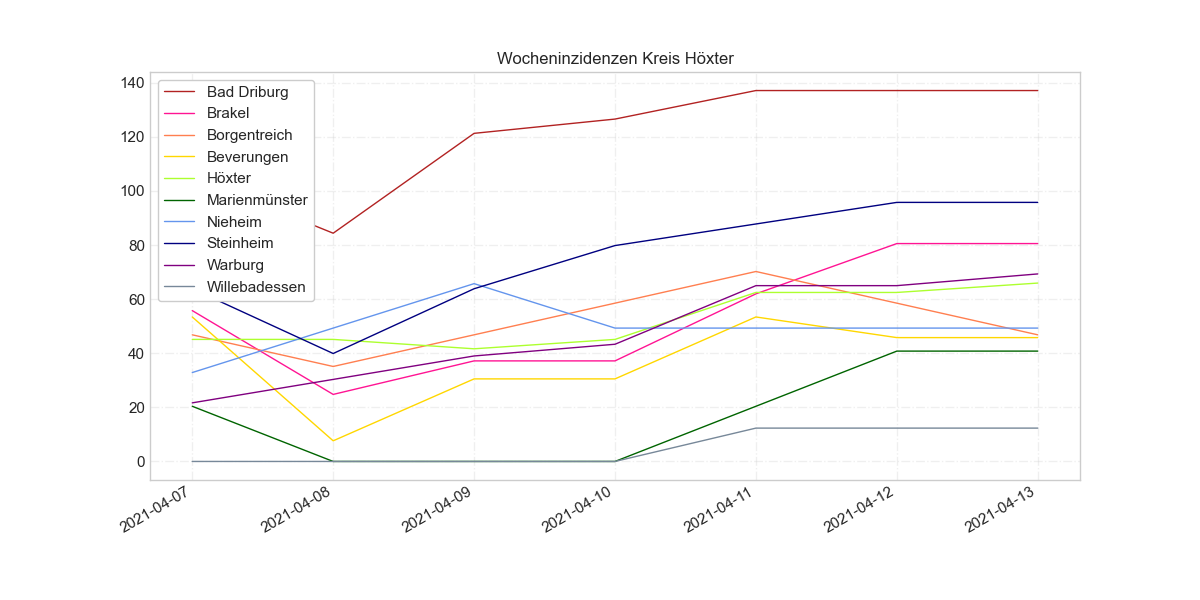 Wocheninzidenzen Kreis Höxter
140
120
100
80
60
40
20
0
Bad Driburg
Brakel
Borgentreich
Beverungen
Höxter
Marienmünster
Nieheim
Steinheim
Warburg
Willebadessen
2021-04-07
2021-04-08
2021-04-09
2021-04-10
2021-04-11
2021-04-12
2021-04-13